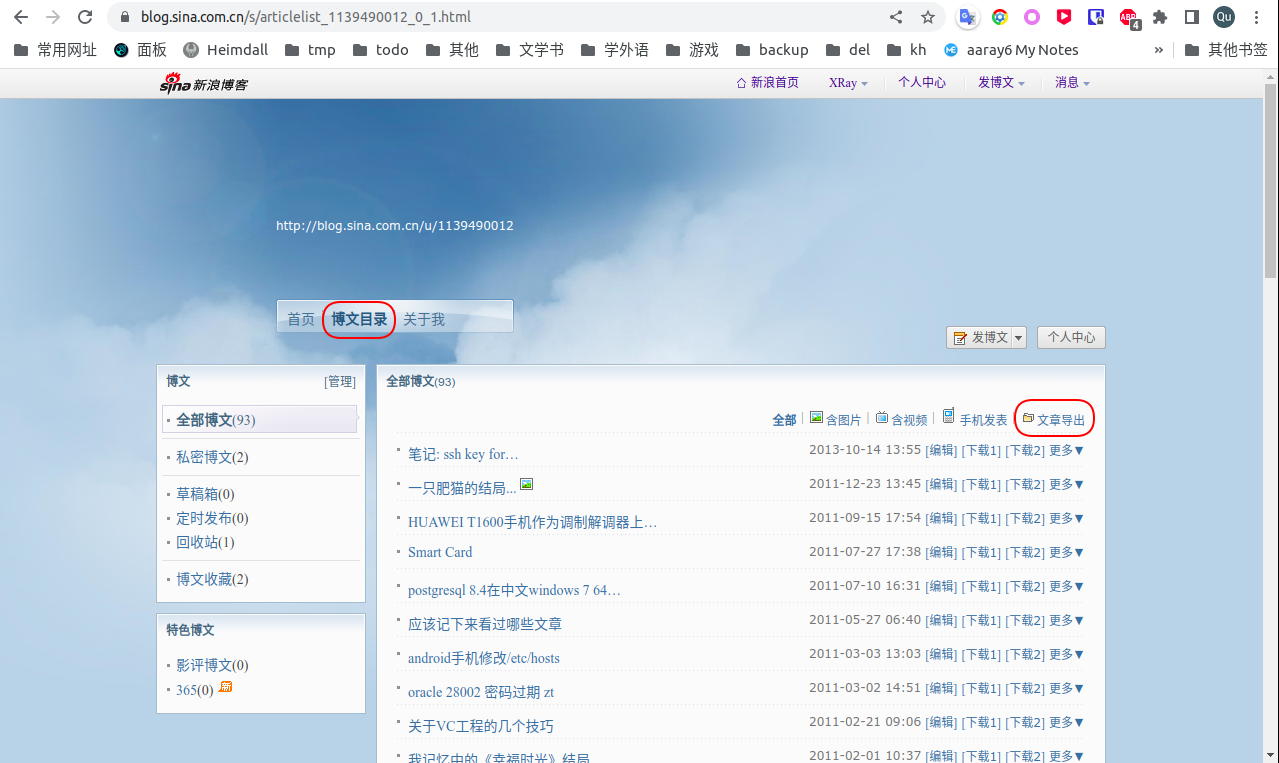 blog.sina.com.cn/s/articlelist_1139490012_0_1.html
ABP 4 Qu
常用网址 面板 Heimdall tmp todo 其他 文学书 学外语 游戏 backup del kh ME aaray6 My Notes » 其他书签
sina新浪博客 新浪首页 XRay 个人中心 发博文 消息
http://blog.sina.com.cn/u/1139490012
首页 博文目录 关于我
发博文 个人中心
博文 [管理]
全部博文(93)
私密博文(2)
草稿箱(0)
定时发布(0)
回收站(1)
博文收藏(2)
特色博文
影评博文(0)
365(0)
全部博文(93)
全部 含图片 含视频 手机发表 文章导出
笔记: ssh key for… 2013-10-14 13:55 [编辑] [下载1] [下载2] 更多▼
一只肥猫的结局... 2011-12-23 13:45 [编辑] [下载1] [下载2] 更多▼
HUAWEI T1600手机作为调制解调器上… 2011-09-15 17:54 [编辑] [下载1] [下载2] 更多▼
Smart Card 2011-07-27 17:38 [编辑] [下载1] [下载2] 更多▼
postgresql 8.4在中文windows 7 64… 2011-07-10 16:31 [编辑] [下载1] [下载2] 更多▼
应该记下来看过哪些文章 2011-05-27 06:40 [编辑] [下载1] [下载2] 更多▼
android手机修改/etc/hosts 2011-03-03 13:03 [编辑] [下载1] [下载2] 更多▼
oracle 28002 密码过期 zt 2011-03-02 14:51 [编辑] [下载1] [下载2] 更多▼
关于VC工程的几个技巧 2011-02-21 09:06 [编辑] [下载1] [下载2] 更多▼
我记忆中的《幸福时光》结局 2011-02-01 10:37 [编辑] [下载1] [下载2] 更多▼